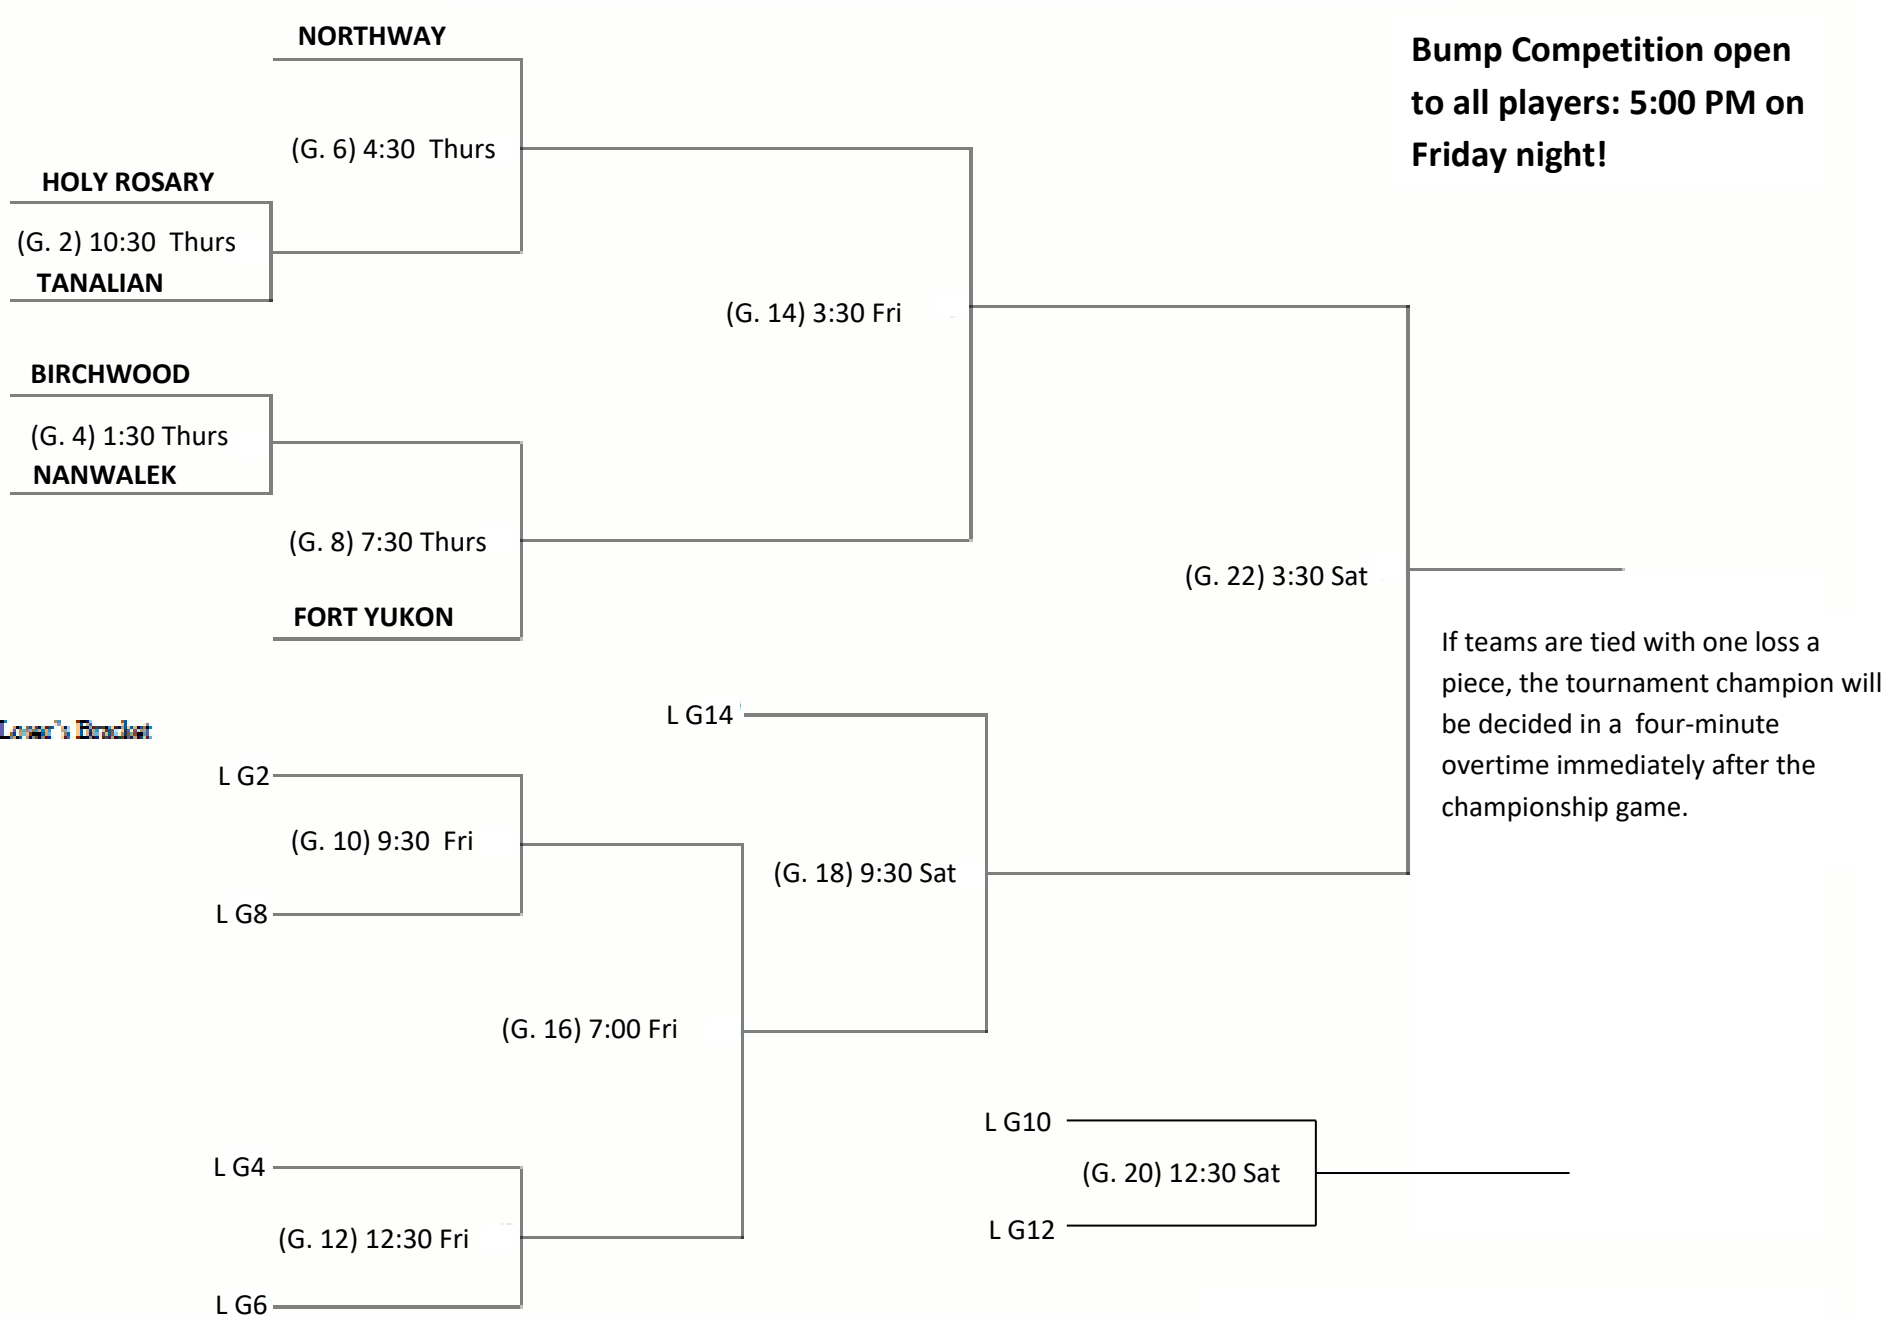 NORTHWAY
Bump Competition open
to all players: 5:00 PM on
Friday night!
(G. 6) 4:30 Thurs
HOLY ROSARY
(G. 2) 10:30 Thurs
TANALIAN
(G. 14) 3:30 Fri
BIRCHWOOD
(G. 4) 1:30 Thurs
NANWALEK
(G. 8) 7:30 Thurs
FORT YUKON
(G. 22) 3:30 Sat
If teams are tied with one loss a
piece, the tournament champion will
be decided in a four-minute
overtime immediately after the
championship game.
Loser's Bracket
L G14
L G2
(G. 10) 9:30 Fri
L G8
(G. 18) 9:30 Sat
(G. 16) 7:00 Fri
L G4
(G. 12) 12:30 Fri
L G6
L G10
(G. 20) 12:30 Sat
L G12